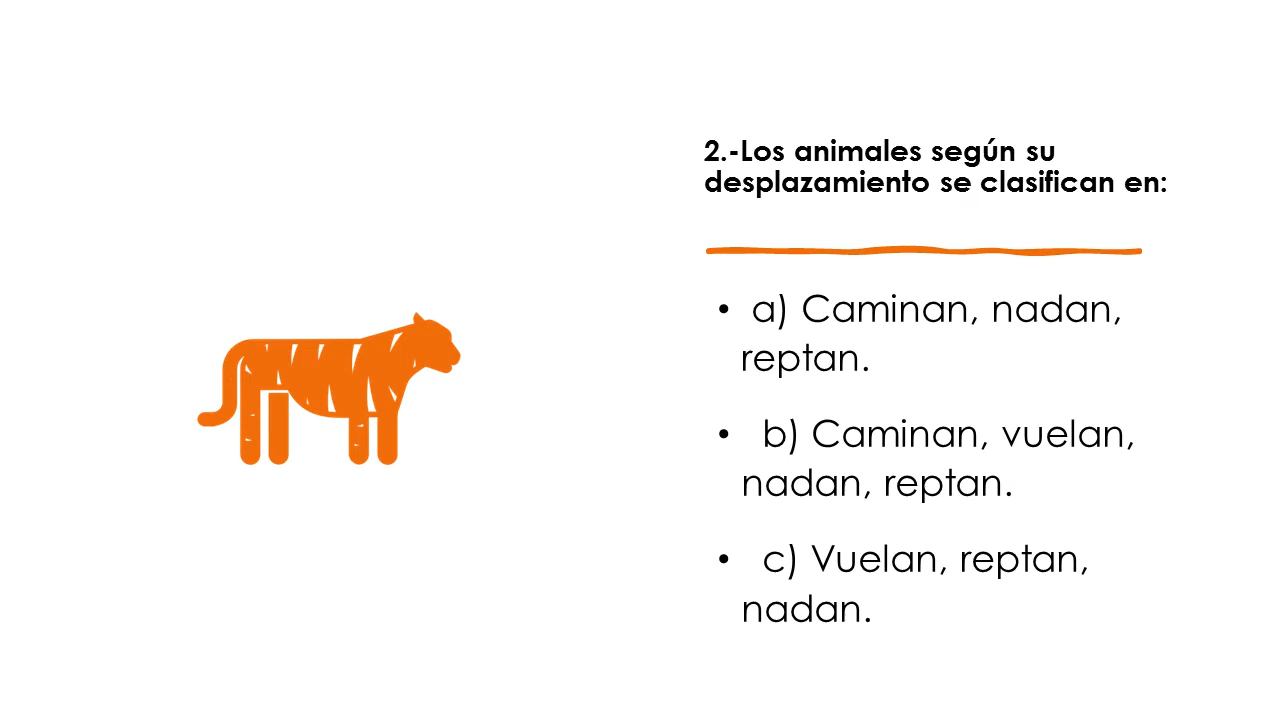 2.-Los animales según su
desplazamiento se clasifican en:
• a) Caminan, nadan,
reptan.
• b) Caminan, vuelan,
nadan, reptan.
• c) Vuelan, reptan,
nadan.